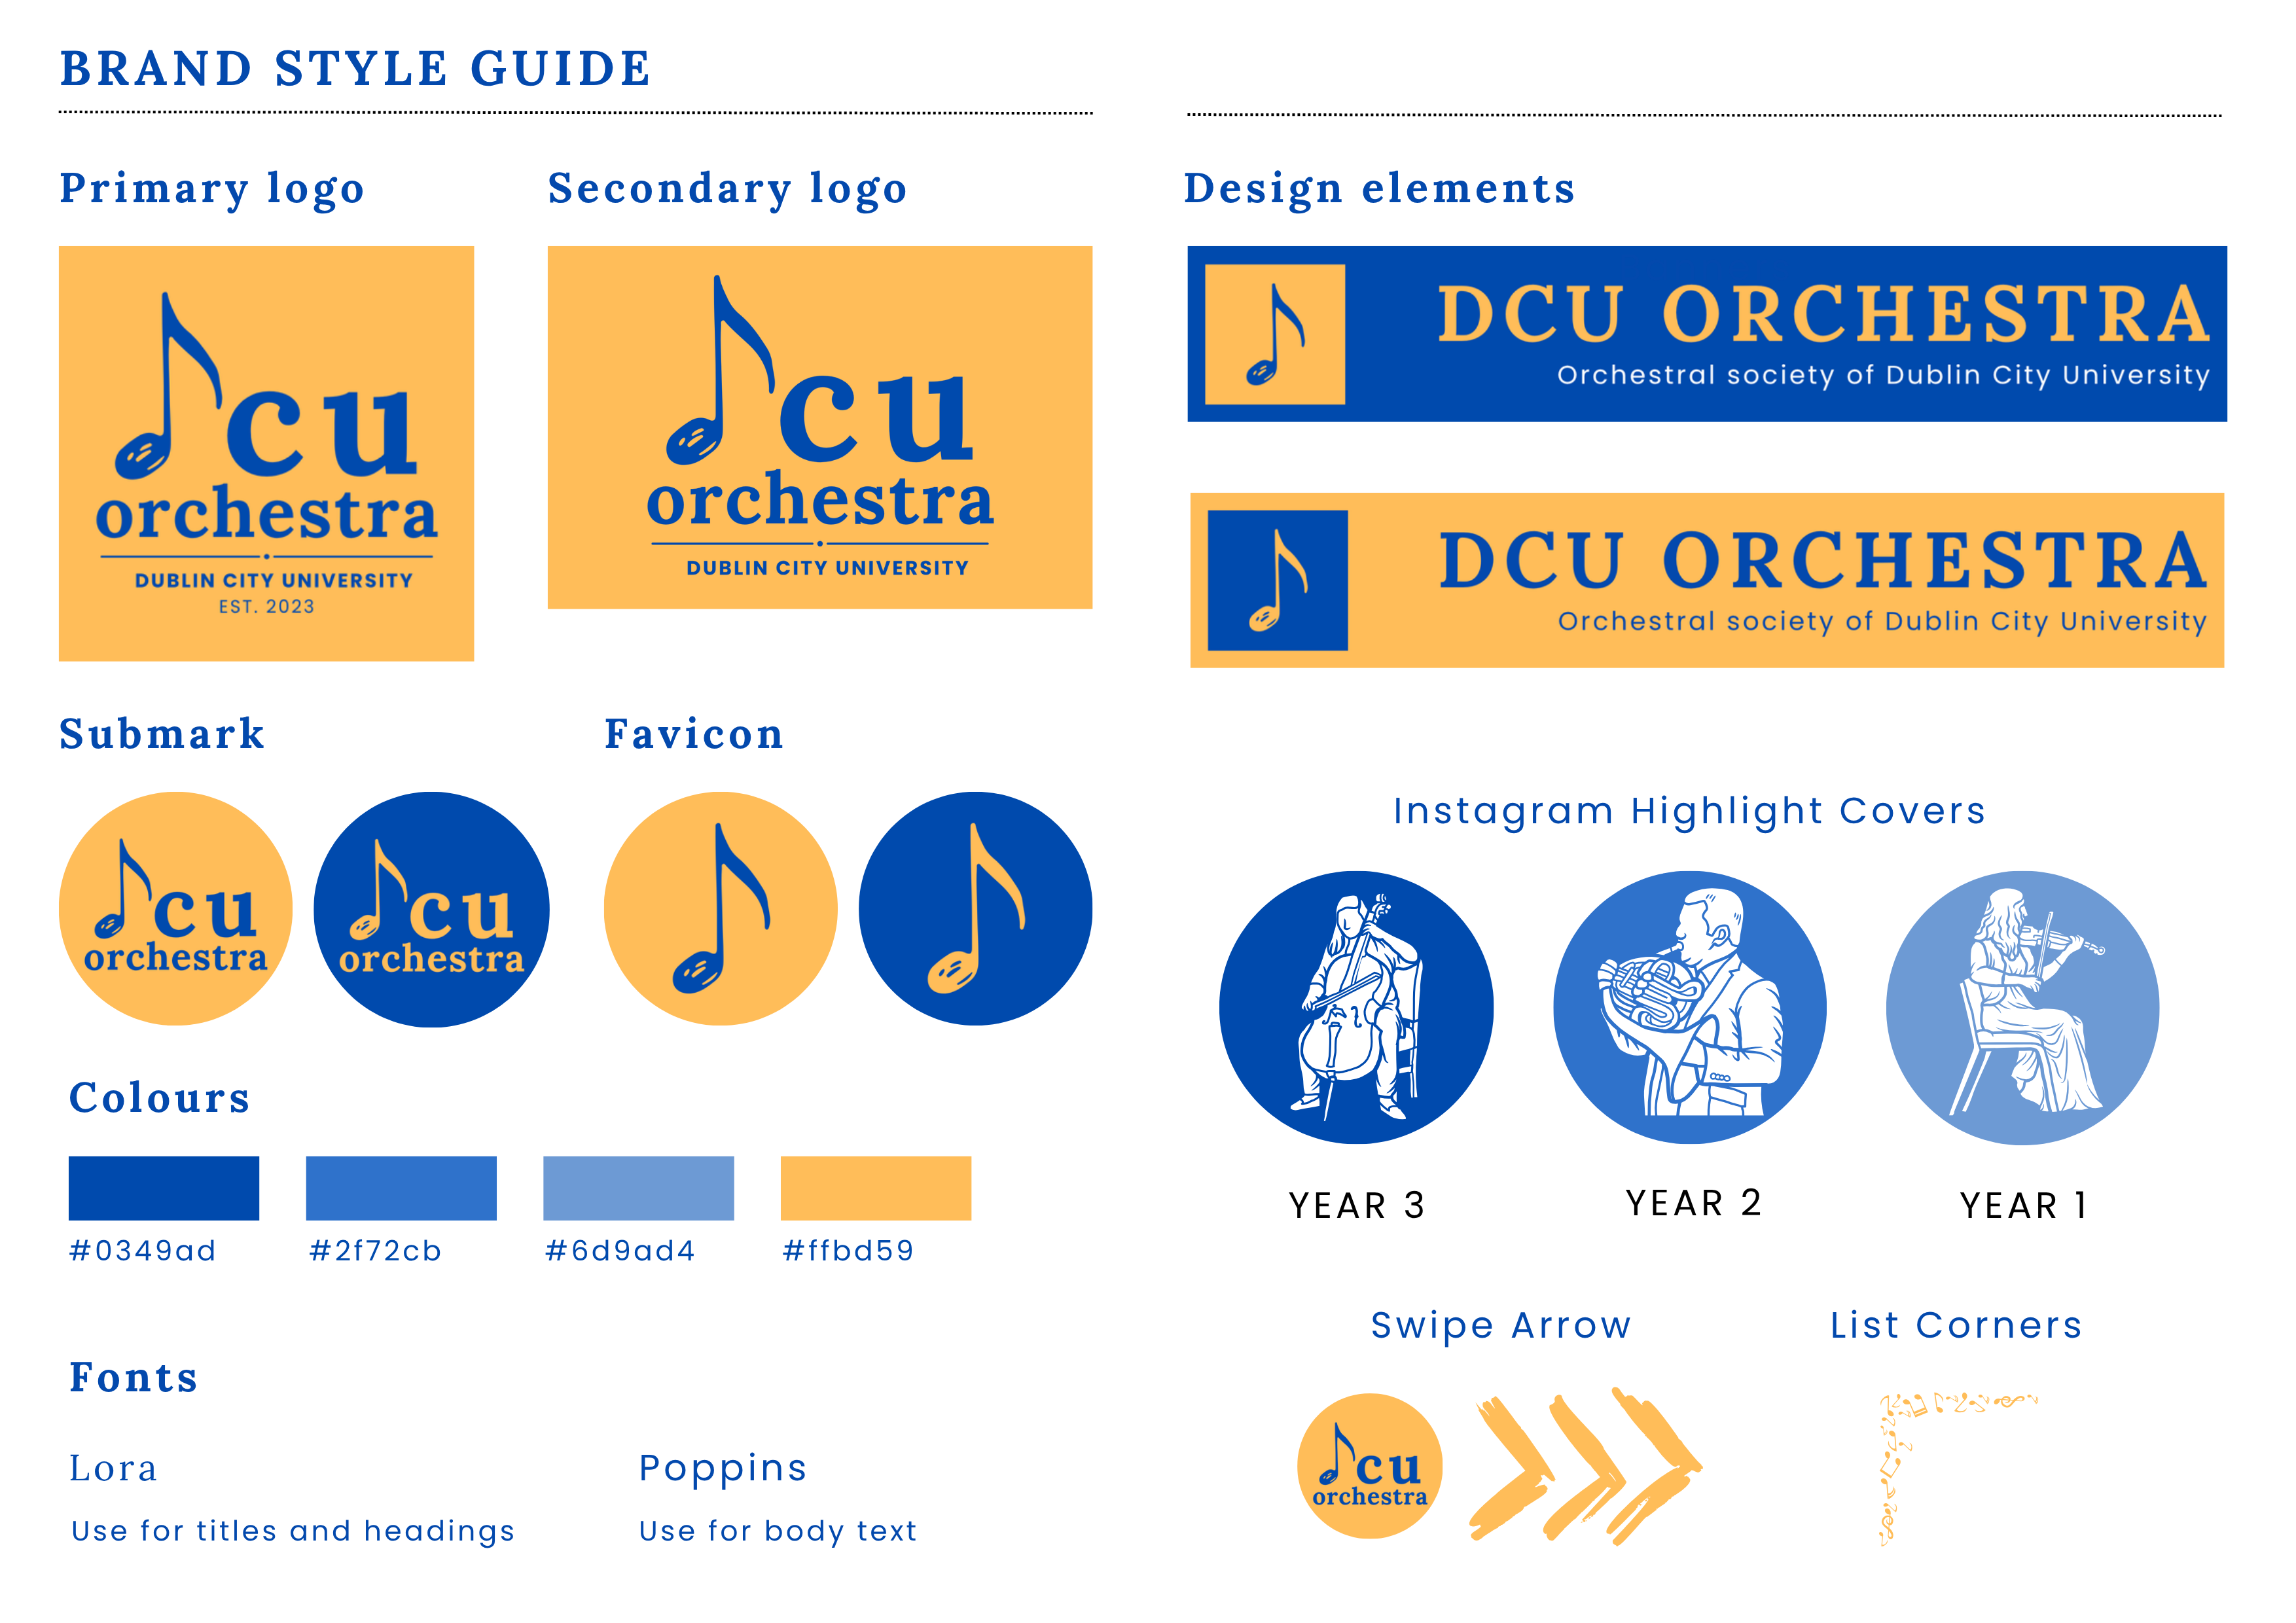 BRAND STYLE GUIDE
Primary logo
Secondary logo
cu
orchestra
DUBLIN CITY UNIVERSITY
EST. 2023
cu
orchestra
DUBLIN CITY UNIVERSITY
Submark
Favicon
cu
orchestra
cu
orchestra
Colours
#0349ad
#2f72cb
#6d9ad4
#ffbd59
Fonts
Lora
Use for titles and headings
Poppins
Use for body text
Design elements
DCU ORCHESTRA
Orchestral society of Dublin City University
DCU ORCHESTRA
Orchestral society of Dublin City University
Instagram Highlight Covers
YEAR 3
YEAR 2
YEAR 1
Swipe Arrow
List Corners
cu
orchestra